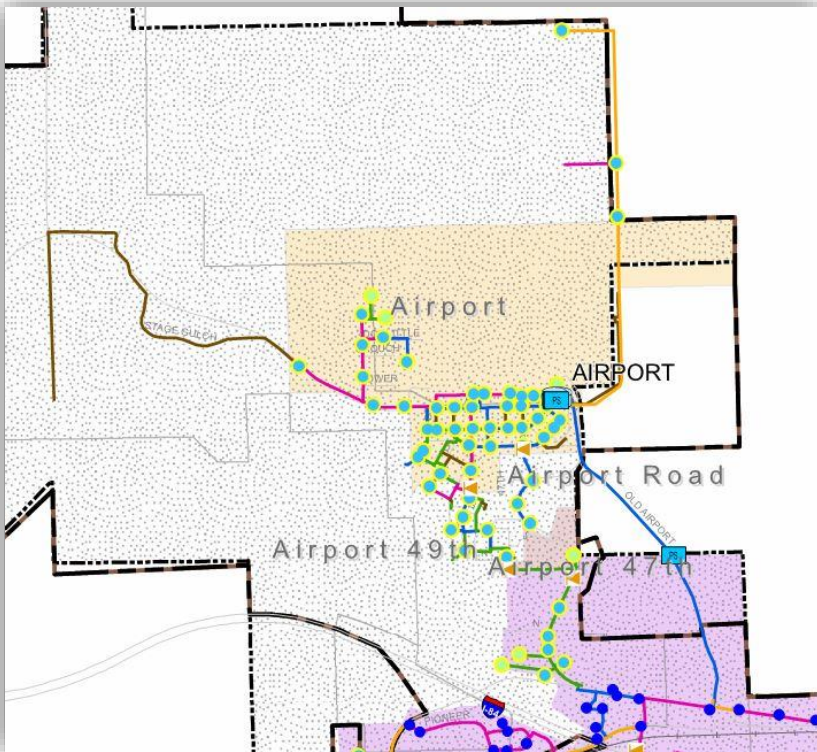 Airport
STAGE GULCH
AIRPORT
PS
Airport Road
OLD AIRPORT
Airport 49th
PS
Airport 47th
N
I-84
PIONEER